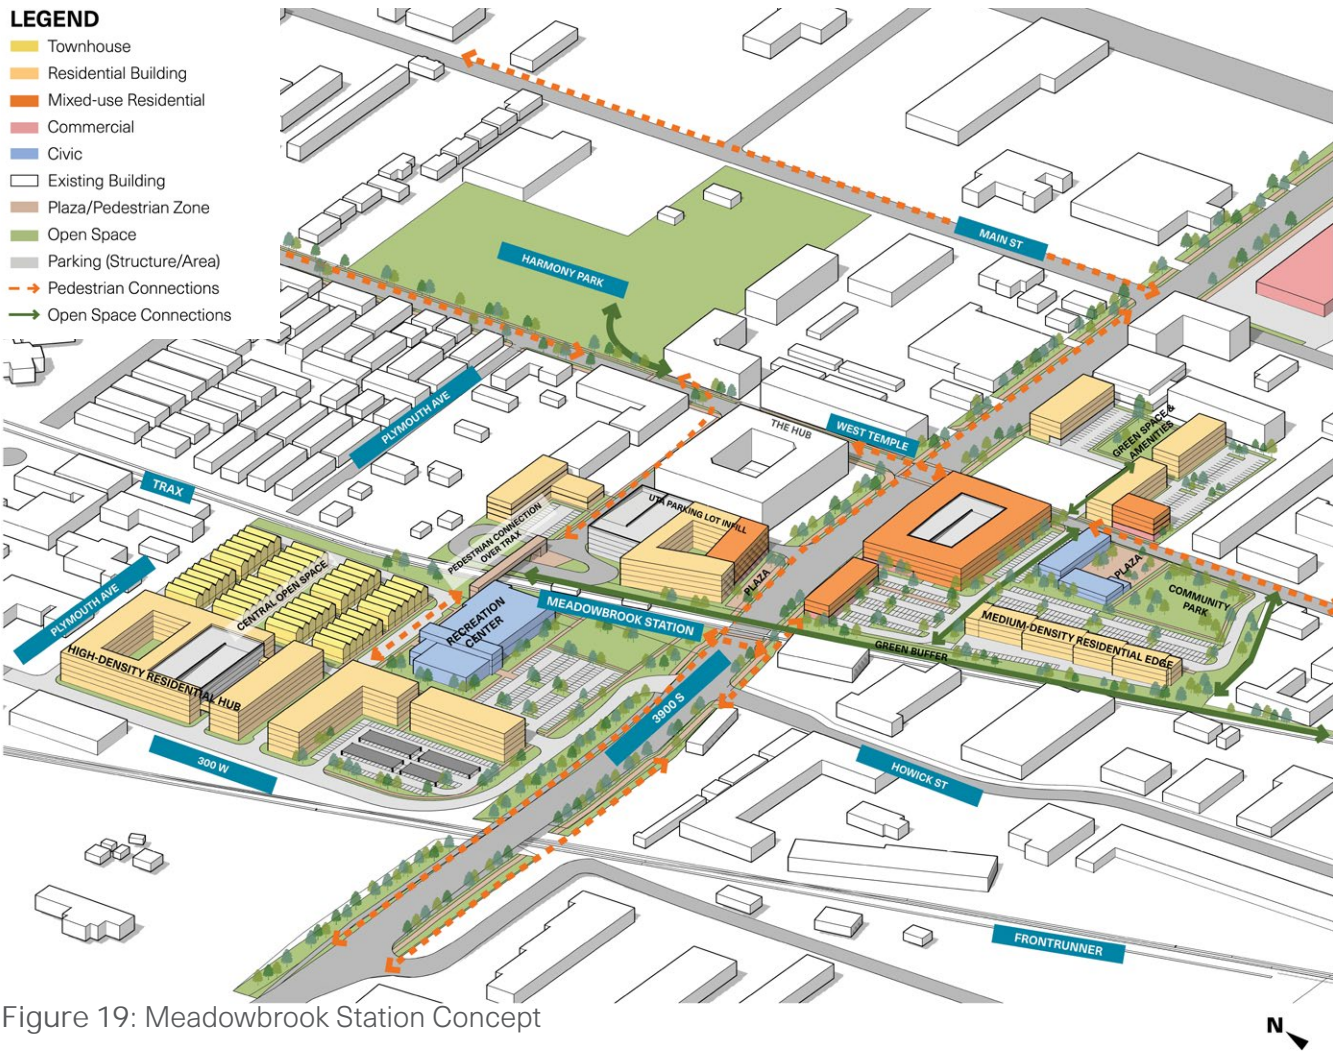 LEGEND
Townhouse
Residential Building
Mixed-use Residential
Commercial
Civic
Existing Building
Plaza/Pedestrian Zone
Open Space
Parking (Structure/Area)
Pedestrian Connections
Open Space Connections
MAIN ST
HARMONY PARK
PLYMOUTH AVE
THE HUB
WEST TEMPLE
GREEN SPACE &
AMENITIES
TRAX
UTA PARKING LOT INFILL
PEDESTRIAN CONNECTION
OVER TRAX
PLAZA
PLAZA
COMMUNITY
PARK
PLYMOUTH AVE
CENTRAL OPEN SPACE
RECREATION
CENTER
MEADOWBROOK STATION
MEDIUM-DENSITY RESIDENTIAL EDGE
GREEN BUFFER
HIGH-DENSITY RESIDENTIAL HUB
3900 S
300 W
HOWICK ST
FRONTRUNNER
Figure 19: Meadowbrook Station Concept
N